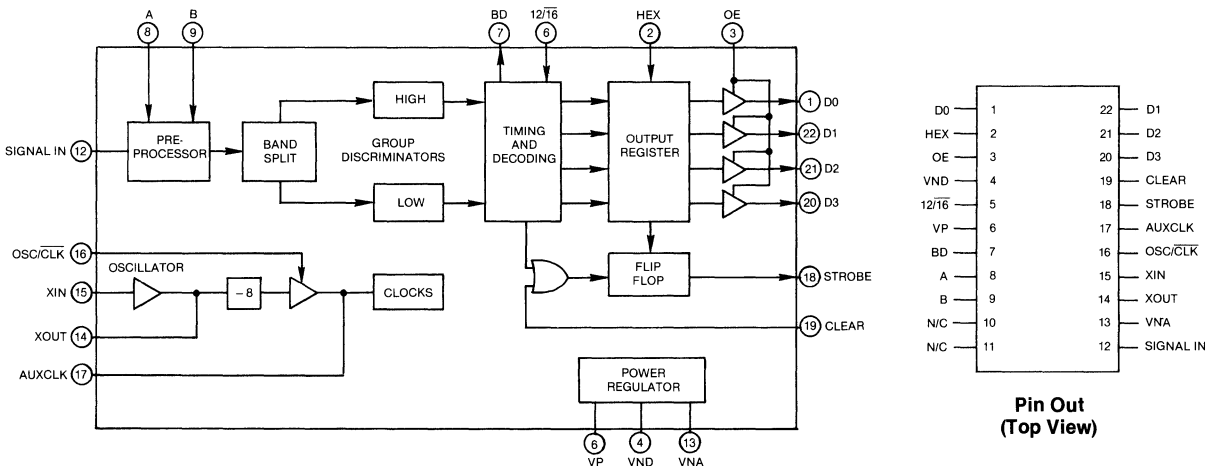 A
8
B
9
BD
7
12/16
6
HEX
2
OE
3
SIGNAL IN 12
PRE-
PROCESSOR
BAND
SPLIT
HIGH
GROUP
DISCRIMINATORS
LOW
TIMING
AND
DECODING
OUTPUT
REGISTER
1 D0
22 D1
21 D2
20 D3
OSC/CLK 16
OSCILLATOR
XIN 15
– 8
CLOCKS
XOUT 14
AUXCLK 17
FLIP
FLOP
18 STROBE
19 CLEAR
POWER
REGULATOR
6
VP
4
VND
13
VNA
D0 1
HEX 2
OE 3
VND 4
12/16 5
VP 6
BD 7
A 8
B 9
N/C 10
N/C 11
22 D1
21 D2
20 D3
19 CLEAR
18 STROBE
17 AUXCLK
16 OSC/CLK
15 XIN
14 XOUT
13 VNA
12 SIGNAL IN
Pin Out
(Top View)